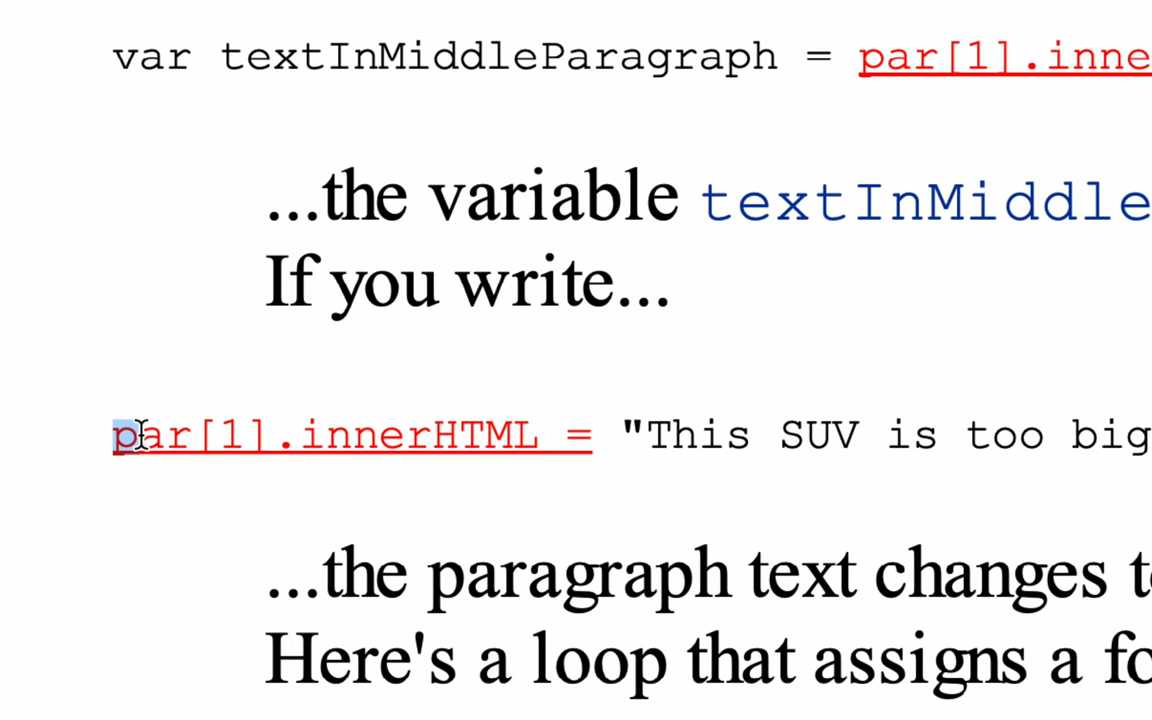 var textInMiddleParagraph = par[1].inne
...the variable textInMiddle
If you write...
par[1].innerHTML = "This SUV is too big
...the paragraph text changes t
Here's a loop that assigns a fo